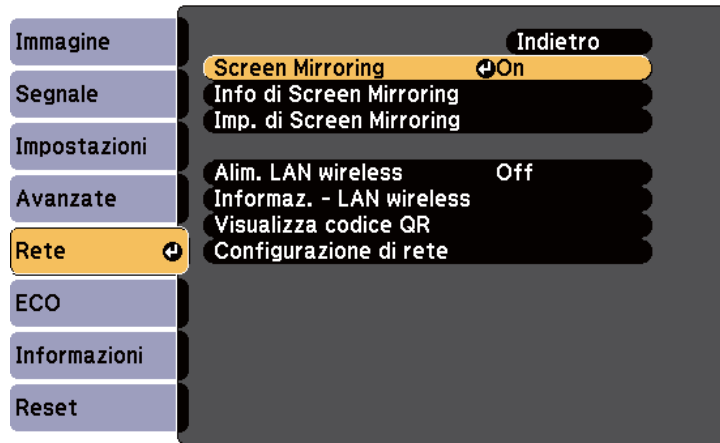 Immagine
Segnale
Impostazioni
Avanzate
Rete
ECO
Informazioni
Reset
Indietro
Screen Mirroring On
Info di Screen Mirroring
Imp. di Screen Mirroring
Alim. LAN wireless Off
Informaz. - LAN wireless
Visualizza codice QR
Configurazione di rete